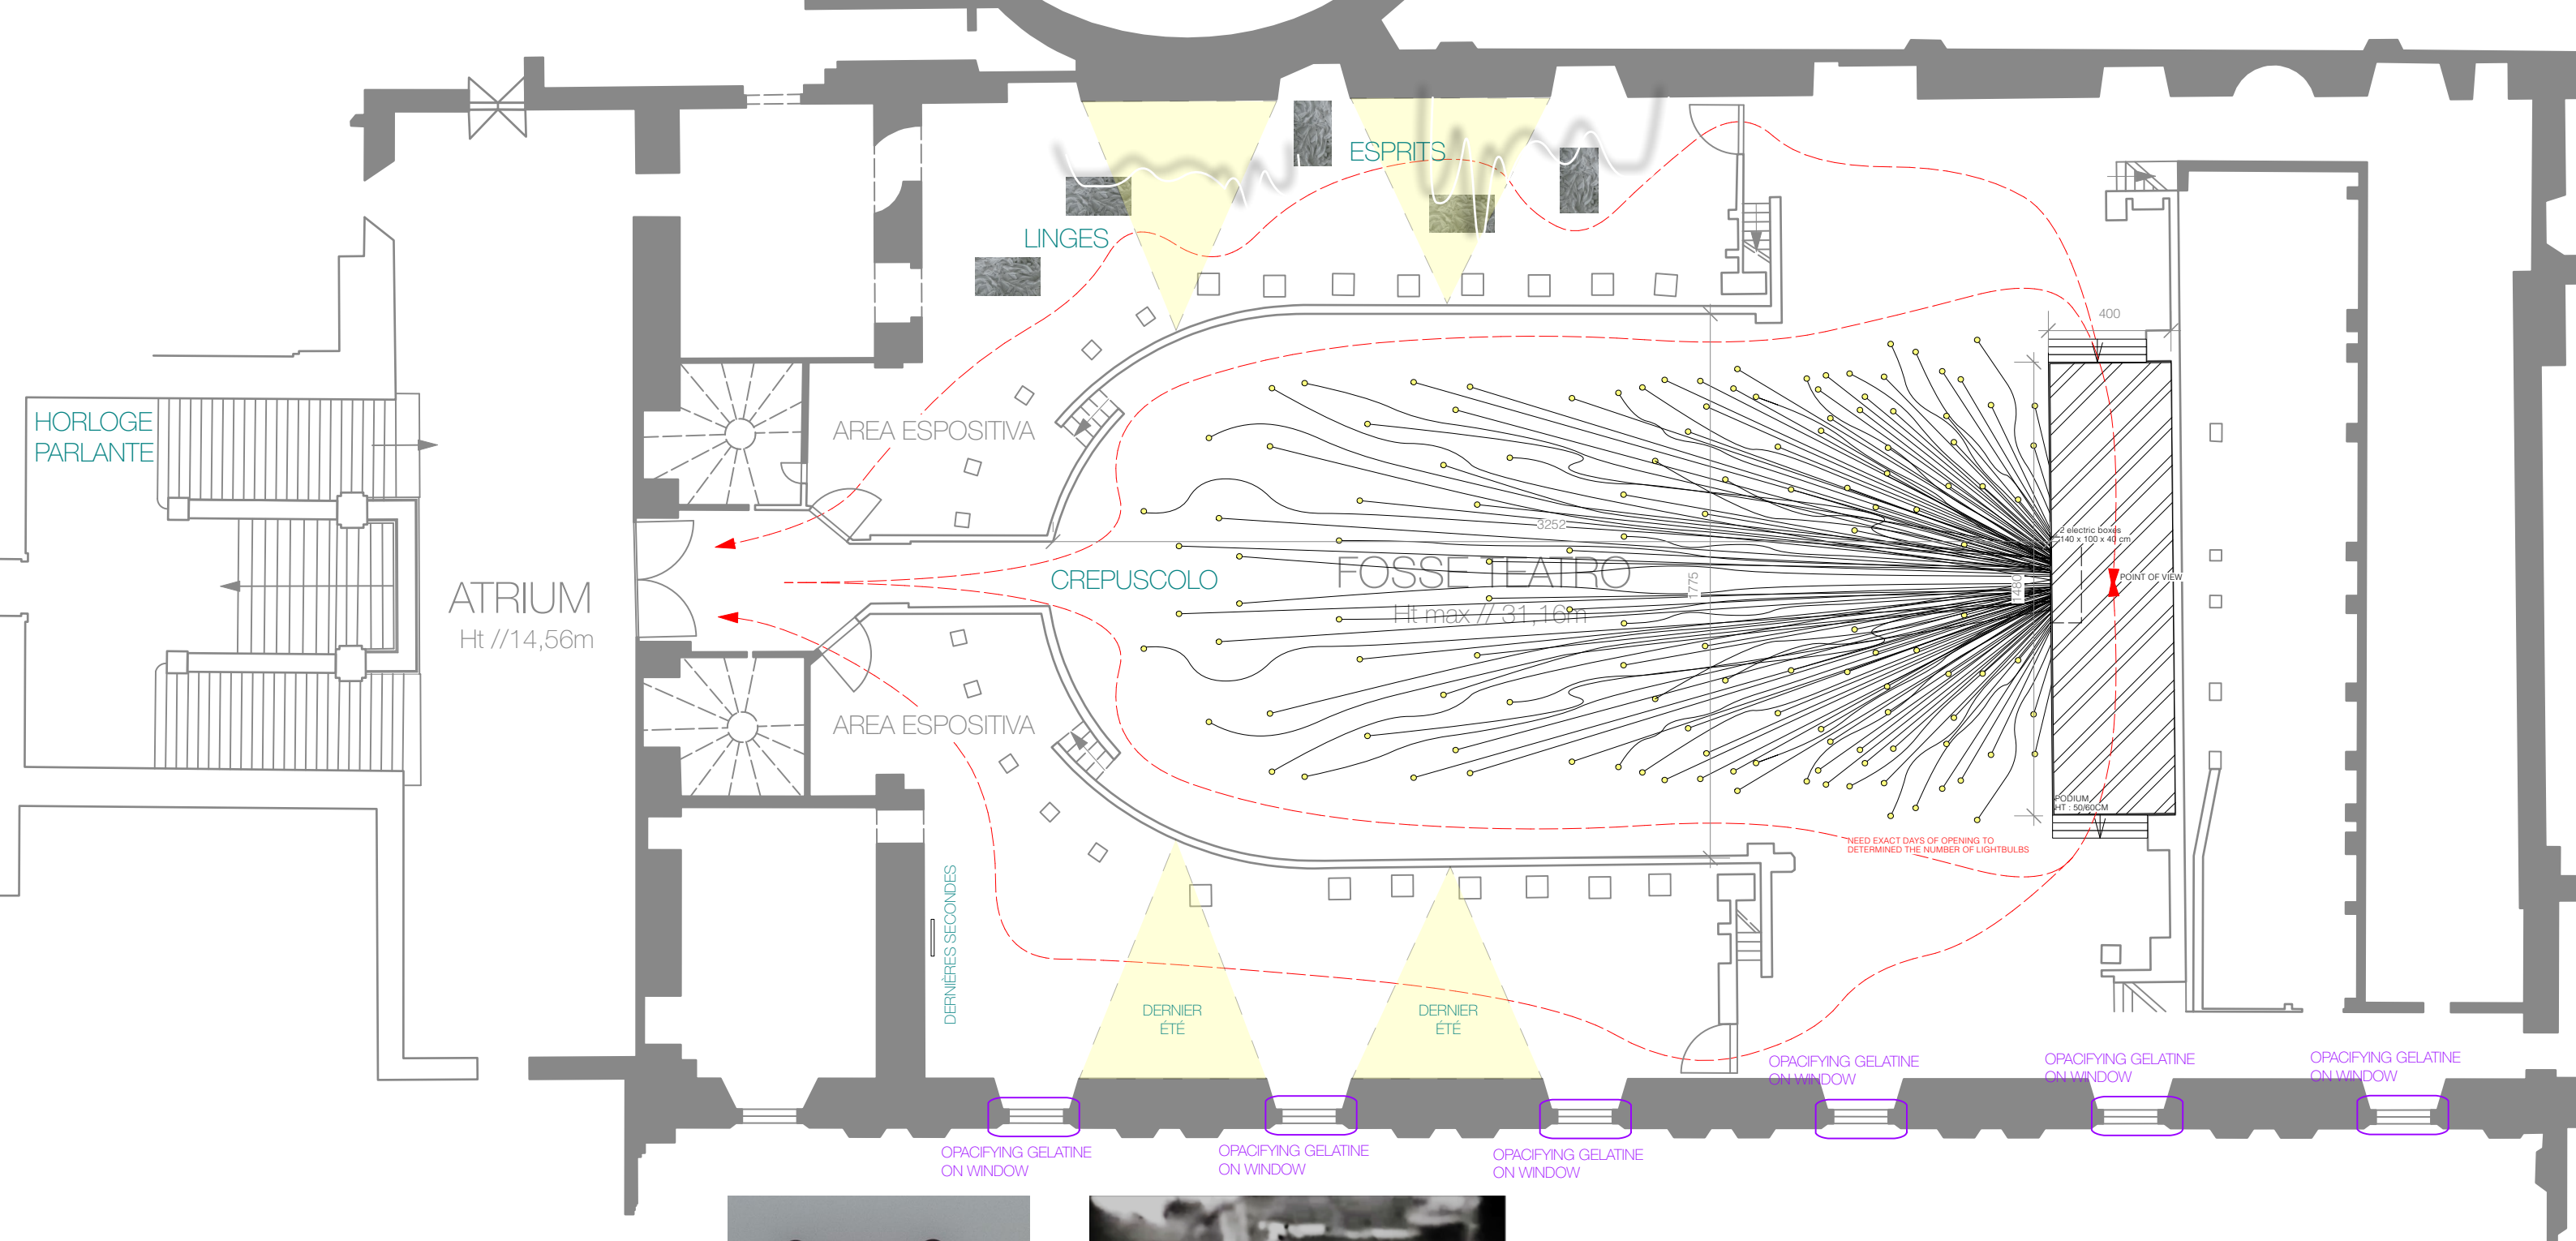 ESPRITS
LINGES
400
HORLOGE
PARLANTE
AREA ESPOSITIVA
3252
2 electric boxes
140 x 100 x 40 cm
FOSSE TEATRO
Ht max // 31,16m
CREPUSCOLO
1775
1480
POINT OF VIEW
ATRIUM
Ht //14,56m
AREA ESPOSITIVA
PODIUM
HT : 50/60CM
NEED EXACT DAYS OF OPENING TO
DETERMINED THE NUMBER OF LIGHTBULBS
DERNIÈRES SECONDES
DERNIER
ÉTÉ
DERNIER
ÉTÉ
OPACIFYING GELATINE
ON WINDOW
OPACIFYING GELATINE
ON WINDOW
OPACIFYING GELATINE
ON WINDOW
OPACIFYING GELATINE
ON WINDOW
OPACIFYING GELATINE
ON WINDOW
OPACIFYING GELATINE
ON WINDOW